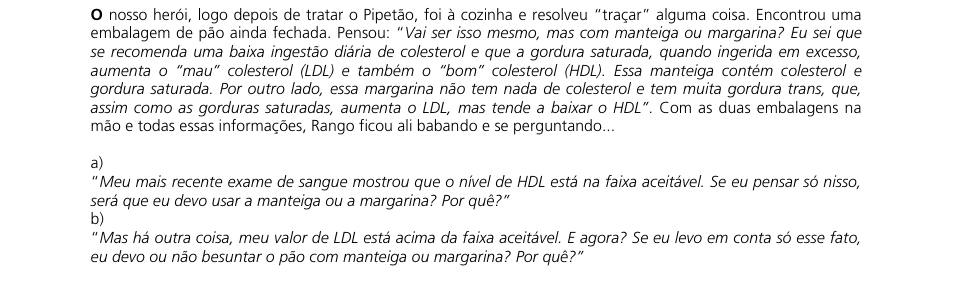 O nosso herói, logo depois de tratar o Pipetão, foi à cozinha e resolveu “traçar” alguma coisa. Encontrou uma
embalagem de pão ainda fechada. Pensou: “Vai ser isso mesmo, mas com manteiga ou margarina? Eu sei que
se recomenda uma baixa ingestão diária de colesterol e que a gordura saturada, quando ingerida em excesso,
aumenta o “mau” colesterol (LDL) e também o “bom” colesterol (HDL). Essa manteiga contém colesterol e
gordura saturada. Por outro lado, essa margarina não tem nada de colesterol e tem muita gordura trans, que,
assim como as gorduras saturadas, aumenta o LDL, mas tende a baixar o HDL”. Com as duas embalagens na
mão e todas essas informações, Rango ficou ali babando e se perguntando...
a)
“Meu mais recente exame de sangue mostrou que o nível de HDL está na faixa aceitável. Se eu pensar só nisso,
será que eu devo usar a manteiga ou a margarina? Por quê?”
b)
“Mas há outra coisa, meu valor de LDL está acima da faixa aceitável. E agora? Se eu levo em conta só esse fato,
eu devo ou não besuntar o pão com manteiga ou margarina? Por quê?”